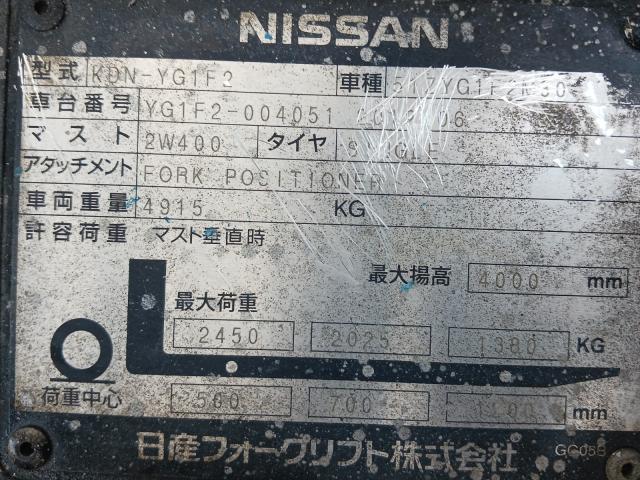 NISSAN
型式 KDN-YG1F2 車種
車台番号 YG1F2-004051
マスト 2W400 タイヤ
アタッチメント FORK POSITIONER
車両重量 4915 KG
許容荷重 マスト垂直時
最大揚高 4000 mm
最大荷重
2450 2025 1380 KG
荷重中心 500 700 mm
日産フォークリフト株式会社